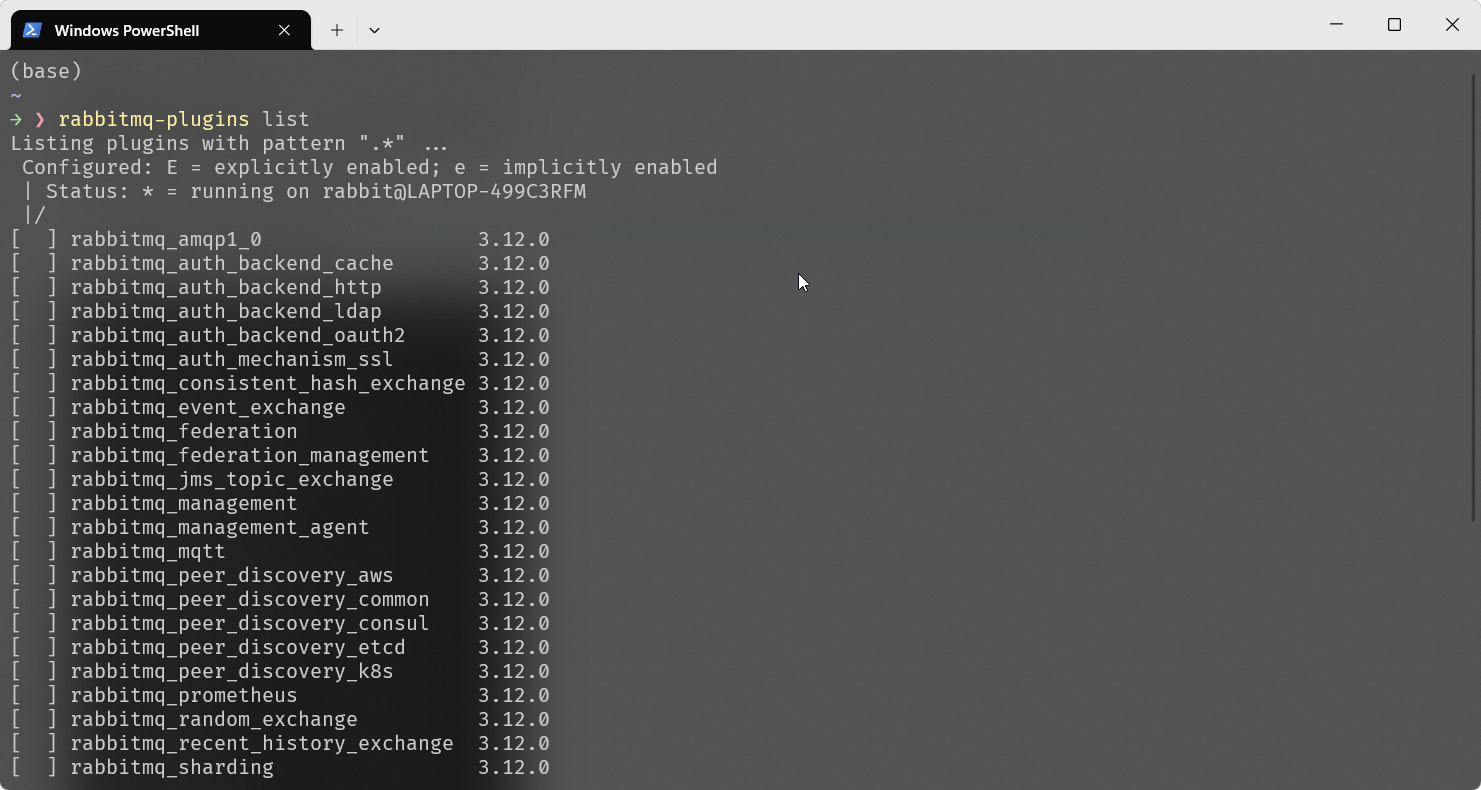 Windows PowerShell
(base)
~
→ ❯ rabbitmq-plugins list
Listing plugins with pattern ".*" ...
 Configured: E = explicitly enabled; e = implicitly enabled
 | Status: * = running on rabbit@LAPTOP-499C3RFM
 |/
[  ] rabbitmq_amqp1_0                  3.12.0
[  ] rabbitmq_auth_backend_cache       3.12.0
[  ] rabbitmq_auth_backend_http        3.12.0
[  ] rabbitmq_auth_backend_ldap        3.12.0
[  ] rabbitmq_auth_backend_oauth2      3.12.0
[  ] rabbitmq_auth_mechanism_ssl       3.12.0
[  ] rabbitmq_consistent_hash_exchange 3.12.0
[  ] rabbitmq_event_exchange           3.12.0
[  ] rabbitmq_federation               3.12.0
[  ] rabbitmq_federation_management    3.12.0
[  ] rabbitmq_jms_topic_exchange       3.12.0
[  ] rabbitmq_management               3.12.0
[  ] rabbitmq_management_agent         3.12.0
[  ] rabbitmq_mqtt                     3.12.0
[  ] rabbitmq_peer_discovery_aws       3.12.0
[  ] rabbitmq_peer_discovery_common    3.12.0
[  ] rabbitmq_peer_discovery_consul    3.12.0
[  ] rabbitmq_peer_discovery_etcd      3.12.0
[  ] rabbitmq_peer_discovery_k8s       3.12.0
[  ] rabbitmq_prometheus               3.12.0
[  ] rabbitmq_random_exchange          3.12.0
[  ] rabbitmq_recent_history_exchange  3.12.0
[  ] rabbitmq_sharding                 3.12.0